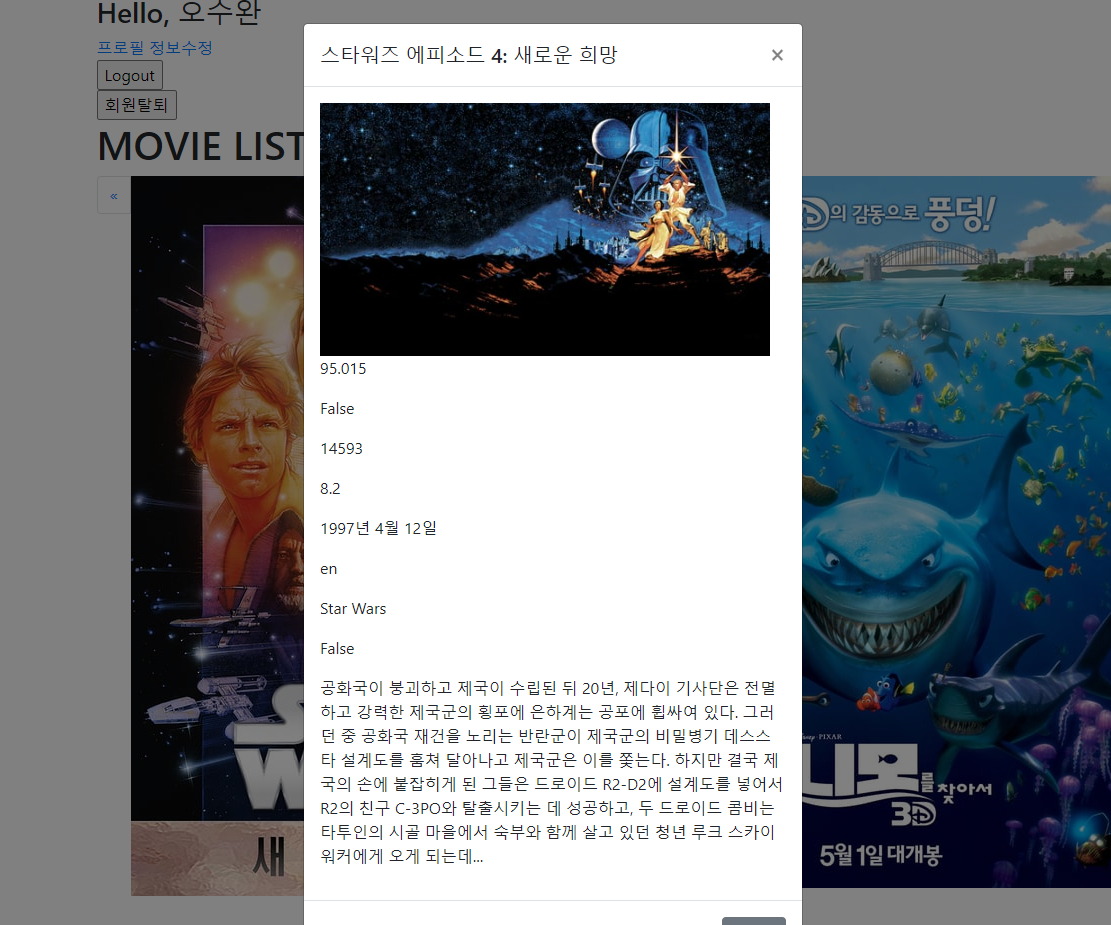 Hello, 오수완
프로필 정보수정
Logout
회원탈퇴
MOVIE LIST
«
스타워즈 에피소드 4: 새로운 희망
×
95.015
False
14593
8.2
1997년 4월 12일
en
Star Wars
False
공화국이 붕괴하고 제국이 수립된 뒤 20년, 제다이 기사단은 전멸
하고 강력한 제국군의 횡포에 은하계는 공포에 휩싸여 있다. 그러
던 중 공화국 재건을 노리는 반란군이 제국군의 비밀병기 데스스
타 설계도를 훔쳐 달아나고 제국군은 이를 쫓는다. 하지만 결국 제
국의 손에 붙잡히게 된 그들은 드로이드 R2-D2에 설계도를 넣어서
R2의 친구 C-3PO와 탈출시키는 데 성공하고, 두 드로이드 콤비는
타투인의 시골 마을에서 숙부와 함께 살고 있던 청년 루크 스카이
워커에게 오게 되는데...
S
W
새
3D의 감동으로 풍덩!
Disney · PIXAR
니모를 찾아서
3D
5월 1일 대개봉